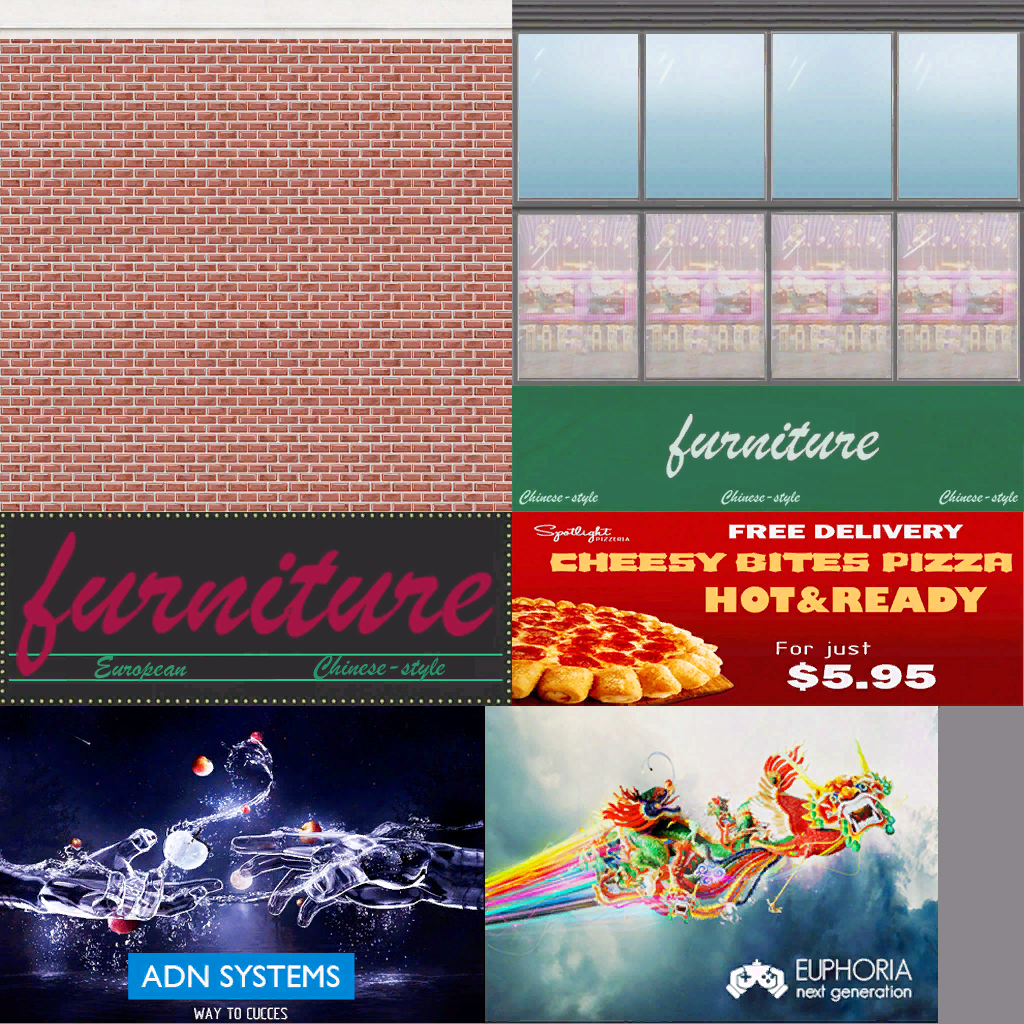 furniture
Chinese-style Chinese-style Chinese-style
furniture
European Chinese-style
Spotlight
PIZZERIA
FREE DELIVERY
CHEESY BITES PIZZA
HOT&READY
For just
$5.95
ADN SYSTEMS
WAY TO CUCCES
EUPHORIA
next generation